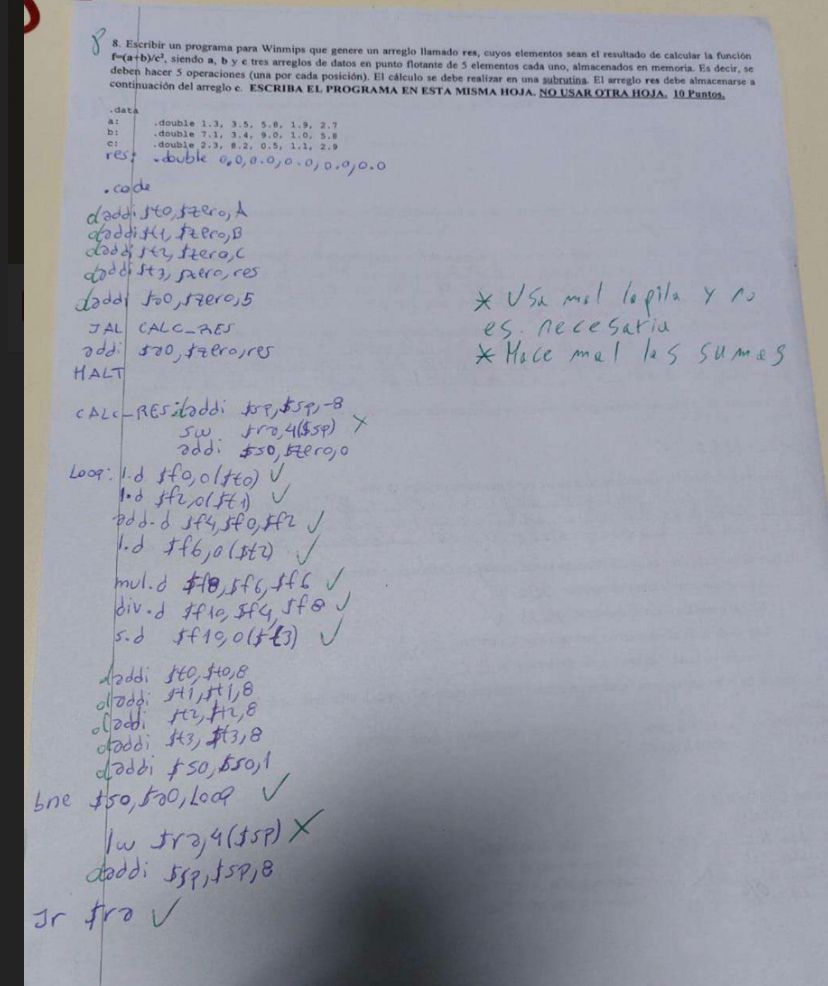 8
8. Escribir un programa para Winmips que genere un arreglo llamado res, cuyos elementos sean el resultado de calcular la función
f=(a+b)/c², siendo a, b y c tres arreglos de datos en punto flotante de 5 elementos cada uno, almacenados en memoria. Es decir, se
deben hacer 5 operaciones (una por cada posición). El cálculo se debe realizar en una subrutina. El arreglo res debe almacenarse a
continuación del arreglo c. ESCRIBA EL PROGRAMA EN ESTA MISMA HOJA. NO USAR OTRA HOJA. 10 Puntos.
.data
a: .double 1.3, 3.5, 5.8, 1.9, 2.7
b: .double 7.1, 3.4, 9.0, 1.0, 5.8
c: .double 2.3, 8.2, 0.5, 1.1, 2.9
res: .double 0.0, 0.0, 0.0, 0.0, 0.0
.code
daddi $t0, $zero, A
daddi $t1, $zero, B
daddi $t2, $zero, C
daddi $t3, $zero, res
daddi $a0, $zero, 5
JAL CALC_RES
addi $a0, $zero, res
HALT
* Usa mal la pila y no
es necesaria
* Hace mal las sumas
CALC_RES: daddi $sp, $sp, -8
sw $ra, 4($sp) X
addi $s0, $zero, 0
Loop: l.d $f0, 0($t0) ✓
l.d $f2, 0($t1) ✓
add.d $f4, $f0, $f2 ✓
l.d $f6, 0($t2) ✓
mul.d $f8, $f6, $f6 ✓
div.d $f10, $f4, $f8 ✓
s.d $f10, 0($t3) ✓
daddi $t0, $t0, 8
daddi $t1, $t1, 8
daddi $t2, $t2, 8
daddi $t3, $t3, 8
daddi $s0, $s0, 1
bne $s0, $a0, Loop ✓
lw $ra, 4($sp) X
daddi $sp, $sp, 8
Jr $ra ✓